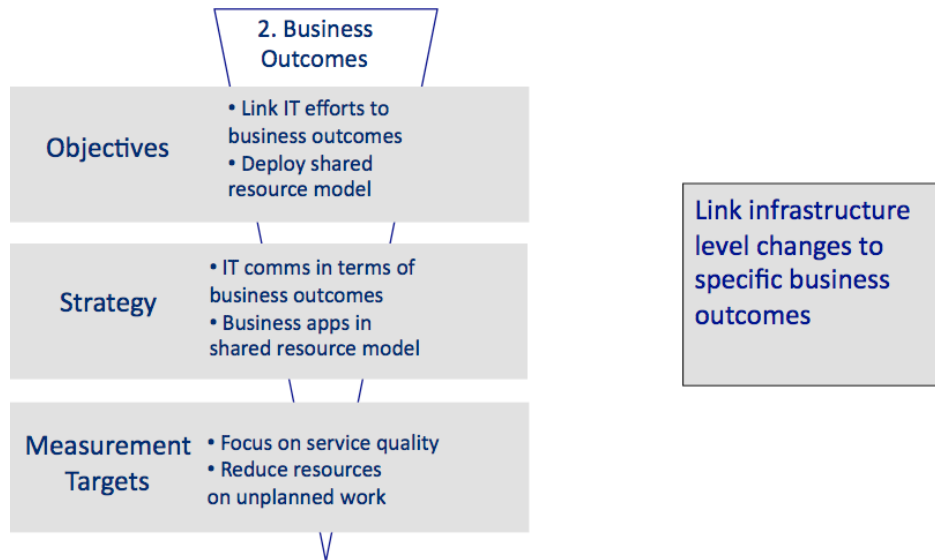 2. Business
Outcomes
Objectives
• Link IT efforts to
business outcomes
• Deploy shared
resource model
Strategy
• IT comms in terms of
business outcomes
• Business apps in
shared resource model
Measurement
Targets
• Focus on service quality
• Reduce resources
on unplanned work
Link infrastructure
level changes to
specific business
outcomes